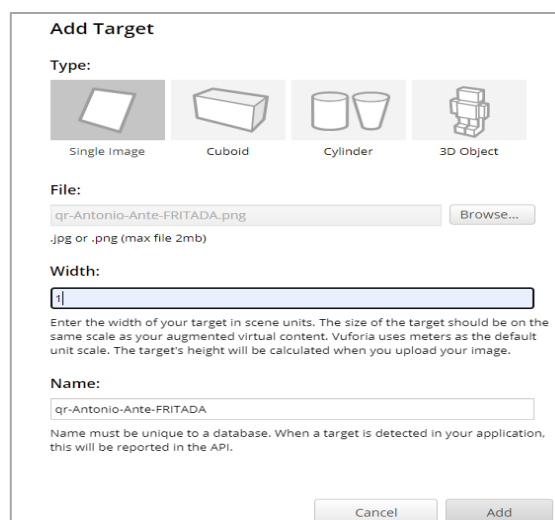 Add Target
Type:
Single Image
Cuboid
Cylinder
3D Object
File:
qr-Antonio-Ante-FRITADA.png
Browse...
.jpg or .png (max file 2mb)
Width:
1
Enter the width of your target in scene units. The size of the target should be on the
same scale as your augmented virtual content. Vuforia uses meters as the default
unit scale. The target's height will be calculated when you upload your image.
Name:
qr-Antonio-Ante-FRITADA
Name must be unique to a database. When a target is detected in your application,
this will be reported in the API.
Cancel
Add